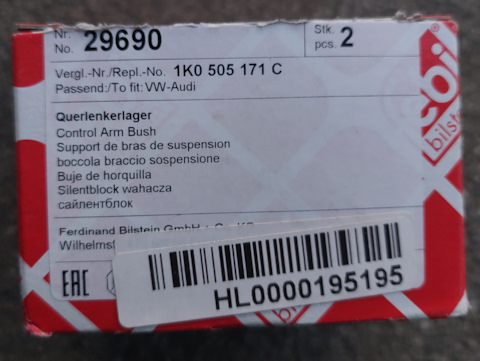 Nr.
No. 29690
Stk.
pcs. 2
Vergl.-Nr./Repl.-No. 1K0 505 171 C
Passend:/To fit: VW-Audi
Querlenkerlager
Control Arm Bush
Support de bras de suspension
boccola braccio sospensione
Buje de horquilla
Silentblock wahacza
сайлентблок
Ferdinand Bilstein GmbH + Co. KG
EAC
HL0000195195
febi
bilstein